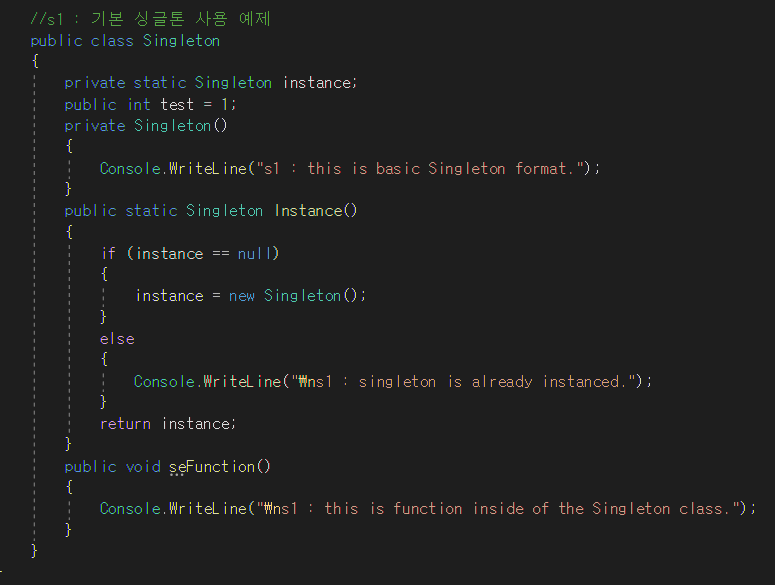 //s1 : 기본 싱글톤 사용 예제
public class Singleton
{
    private static Singleton instance;
    public int test = 1;
    private Singleton()
    {
        Console.WriteLine("s1 : this is basic Singleton format.");
    }
    public static Singleton Instance()
    {
        if (instance == null)
        {
            instance = new Singleton();
        }
        else
        {
            Console.WriteLine("₩ns1 : singleton is already instanced.");
        }
        return instance;
    }
    public void seFunction()
    {
        Console.WriteLine("₩ns1 : this is function inside of the Singleton class.");
    }
}